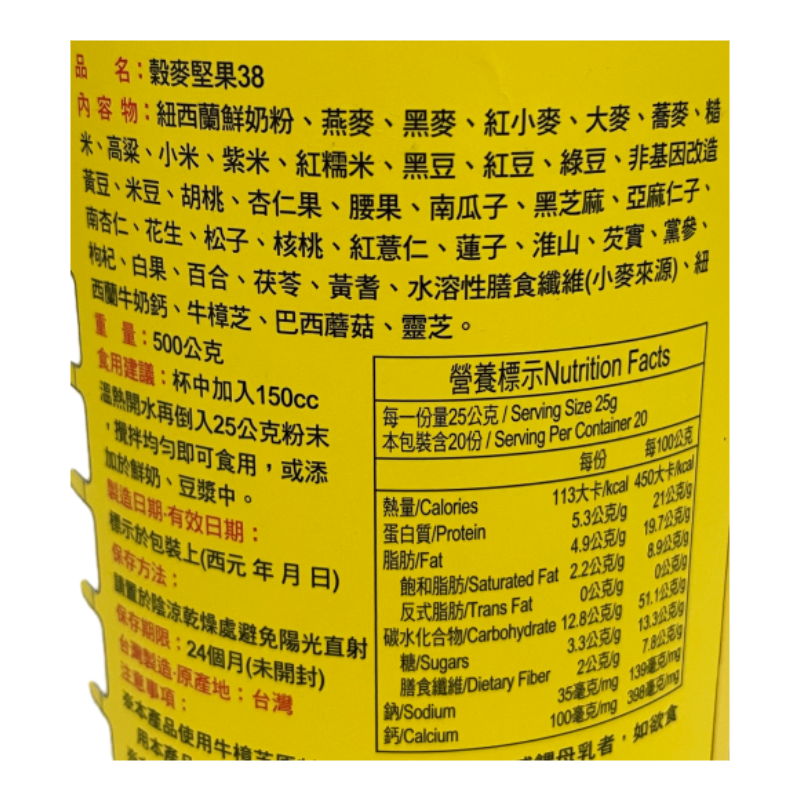 品 名：穀麥堅果38
內容物：紐西蘭鮮奶粉、燕麥、黑麥、紅小麥、大麥、蕎麥、糙
米、高粱、小米、紫米、紅糯米、黑豆、紅豆、綠豆、非基因改造
黃豆、米豆、胡桃、杏仁果、腰果、南瓜子、黑芝麻、亞麻仁子、
南杏仁、花生、松子、核桃、紅薏仁、蓮子、淮山、芡實、黨參、
枸杞、白果、百合、茯苓、黃耆、水溶性膳食纖維(小麥來源)、紐
西蘭牛奶鈣、牛樟芝、巴西蘑菇、靈芝。
重 量：500公克
食用建議：杯中加入150cc
溫熱開水再倒入25公克粉末
，攪拌均勻即可食用，或添
加於鮮奶、豆漿中。
製造日期·有效日期：
標示於包裝上(西元 年 月 日)
保存方法：
請置於陰涼乾燥處避免陽光直射
保存期限：24個月(未開封)
台灣製造·原產地：台灣
注意事項：
※本產品使用牛樟芝
用本產品
營養標示Nutrition Facts
每一份量25公克 / Serving Size 25g
本包裝含20份 / Serving Per Container 20
每份 每100公克
熱量/Calories 113大卡/kcal 450大卡/kcal
蛋白質/Protein 5.3公克/g 21公克/g
脂肪/Fat 4.9公克/g 19.7公克/g
飽和脂肪/Saturated Fat 2.2公克/g 8.9公克/g
反式脂肪/Trans Fat 0公克/g 0公克/g
碳水化合物/Carbohydrate 12.8公克/g 51.1公克/g
糖/Sugars 3.3公克/g 13.3公克/g
膳食纖維/Dietary Fiber 2公克/g 7.8公克/g
鈉/Sodium 35毫克/mg 139毫克/mg
鈣/Calcium 100毫克/mg 398毫克/mg
母乳者，如欲食